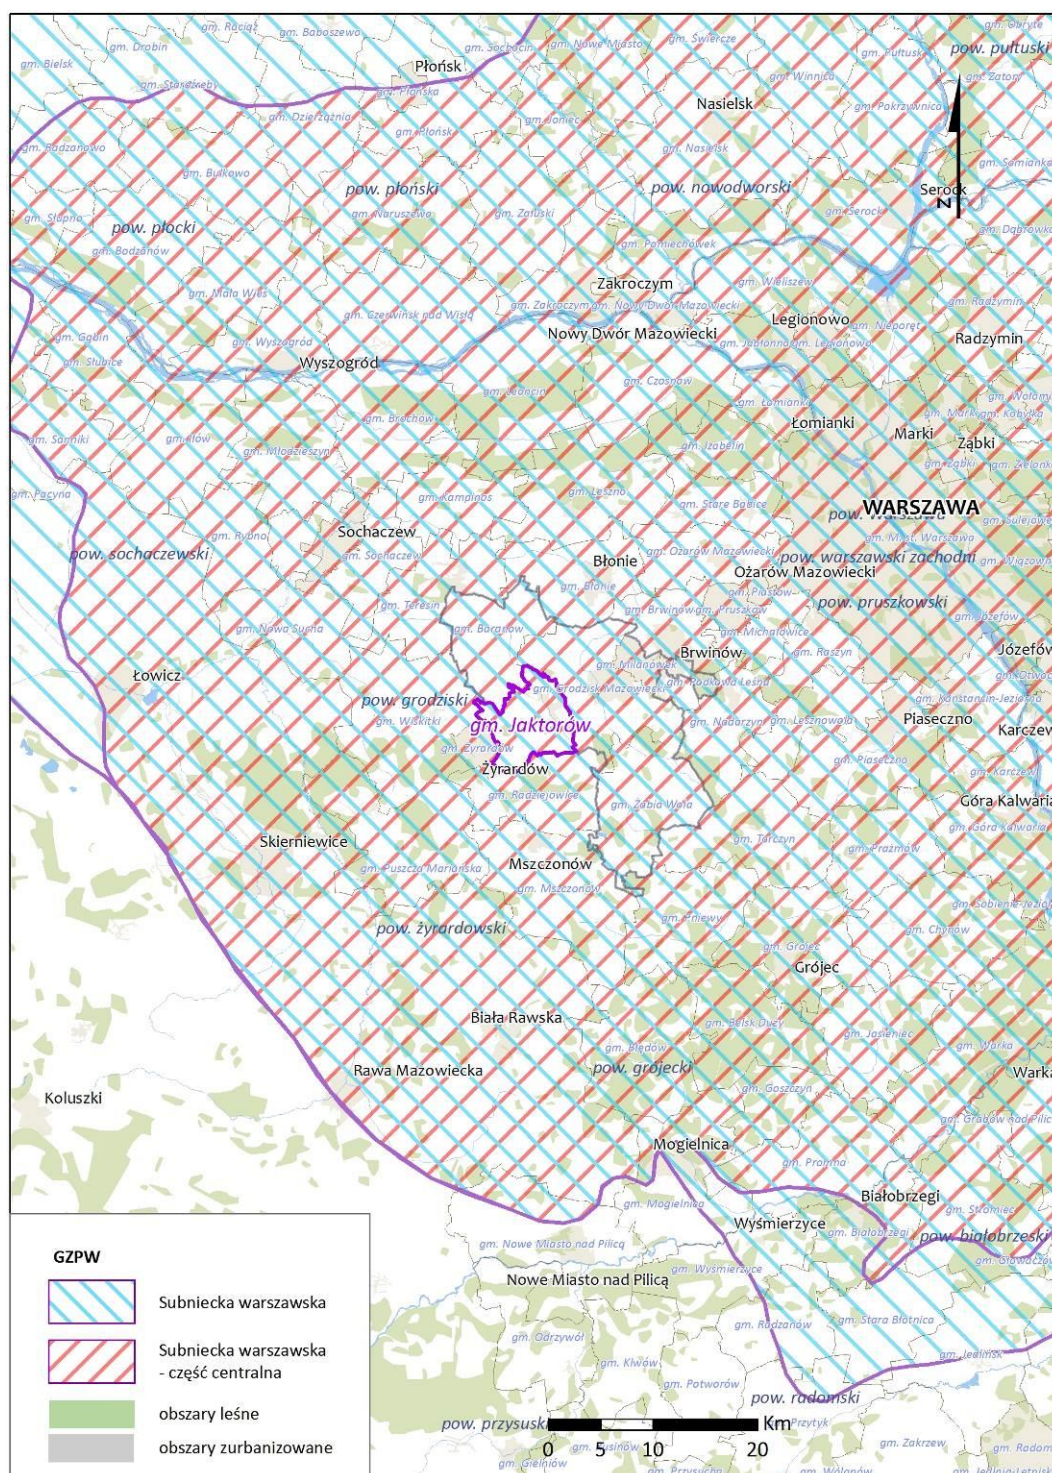 gm. Raciąż
gm. Baboszewo
gm. Drobin
gm. Sochocin
gm. Nowe Miasto
gm. Świercze
gm. Pułtusk
pow. pułtuski
gm. Bielsk
gm. Staroźreby
Płońsk
gm. Płońska
gm. Winnica
gm. Zatory
gm. Dzierzążnia
gm. Joniec
Nasielsk
gm. Pokrzywnica
gm. Płońsk
gm. Radzanowo
gm. Nasielsk
gm. Somianka
gm. Bulkowo
pow. płoński
pow. nowodworski
Serock
N
gm. Słupno
gm. Naruszewo
gm. Załuski
gm. Serock
pow. płocki
gm. Dąbrówka
gm. Bodzanów
gm. Pomiechówek
gm. Mała Wieś
Zakroczym
gm. Wieliszew
gm. Czerwińsk nad Wisłą
gm. Zakroczym
gm. Nowy Dwór Mazowiecki
gm. Radzymin
Legionowo
gm. Nieporęt
gm. Gąbin
gm. Wyszogród
Nowy Dwór Mazowiecki
gm. Jabłonna
gm. Legionowo
Radzymin
gm. Słubice
Wyszogród
gm. Czosnów
gm. Leoncin
gm. Łomianki
gm. Brochów
Łomianki
gm. Marki
gm. Kobyłka
Marki
Ząbki
gm. Sanniki
gm. Iłów
gm. Młodzieszyn
gm. Izabelin
gm. Ząbki
gm. Zielonka
gm. Pacyna
gm. Kampinos
gm. Leszno
gm. Stare Babice
WARSZAWA
pow. Warszawa
Sochaczew
gm. Rybno
gm. M.st. Warszawa
pow. sochaczewski
gm. Sochaczew
gm. Ożarów Mazowiecki
pow. warszawski zachodni
Błonie
Ożarów Mazowiecki
gm. Błonie
gm. Piastów
gm. Teresin
gm. Brwinów
gm. Pruszków
pow. pruszkowski
gm. Józefów
gm. Nowa Sucha
gm. Baranów
gm. Michałowice
Brwinów
gm. Raszyn
Józefów
gm. Milanówek
Łowicz
gm. Podkowa Leśna
gm. Grodzisk Mazowiecki
pow. grodziski
gm. Konstancin-Jeziorna
gm. Wiskitki
gm. Jaktorów
gm. Nadarzyn
gm. Lesznowola
Piaseczno
Karczew
gm. Żyrardów
gm. Piaseczno
Żyrardów
gm. Karczew
gm. Radziejowice
gm. Żabia Wola
Góra Kalwaria
gm. Góra Kalwaria
Skierniewice
gm. Tarczyn
gm. Prażmów
Mszczonów
gm. Puszcza Mariańska
gm. Mszczonów
gm. Pniewy
gm. Chynów
pow. żyrardowski
gm. Grójec
Grójec
Biała Rawska
gm. Belsk Duży
gm. Jasieniec
gm. Błędów
gm. Warka
Rawa Mazowiecka
pow. grójecki
Warka
gm. Goszczyn
Koluszki
Mogielnica
gm. Promna
gm. Mogielnica
Białobrzegi
gm. Stromiec
Wyśmierzyce
gm. Białobrzegi
pow. białobrzeski
gm. Nowe Miasto nad Pilicą
gm. Wyśmierzyce
Nowe Miasto nad Pilicą
gm. Stara Błotnica
gm. Radzanów
gm. Odrzywół
gm. Jedlińsk
gm. Klwów
gm. Potworów
pow. radomski
pow. przysuski
gm. Przytyk
gm. Rusinów
gm. Zakrzew
gm. Gielniów
gm. Przysucha
gm. Wolanów
gm. Jedlnia-Letnisko
Km
0 5 10 20
GZPW
Subniecka warszawska
Subniecka warszawska
- część centralna
obszary leśne
obszary zurbanizowane